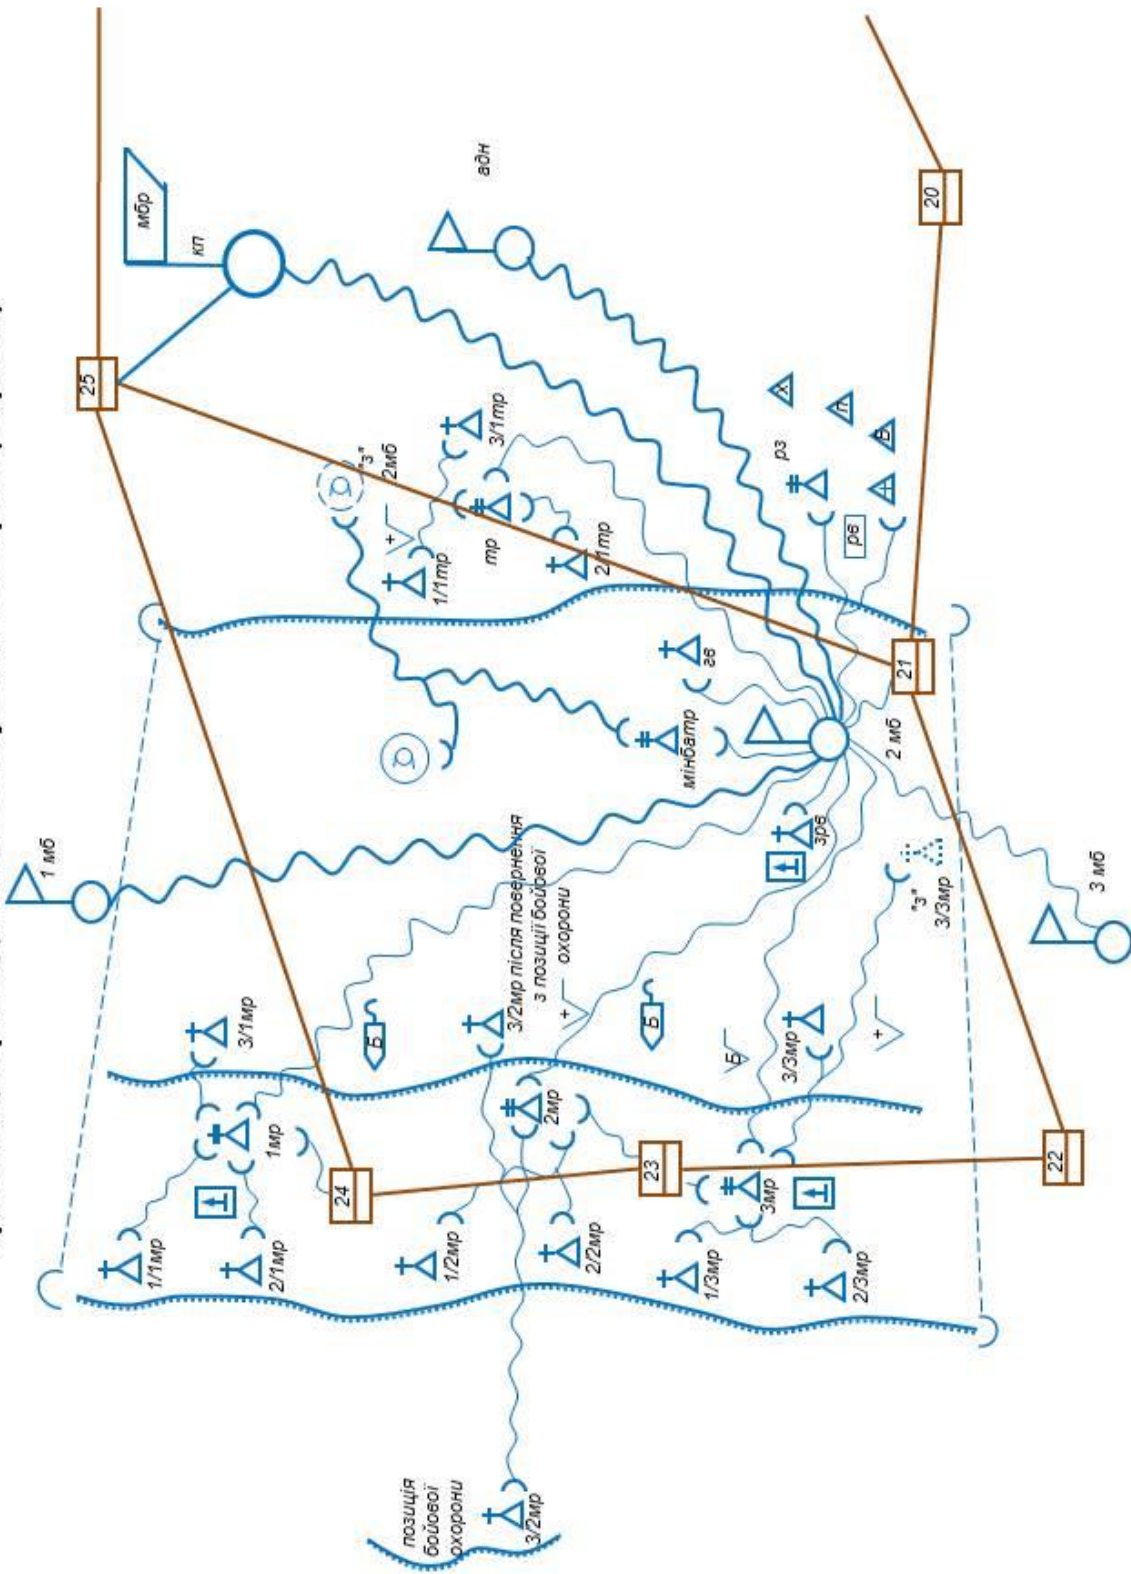 мбр
кп
адн
25
20
1 мб
"з"
2мб
3/1тр
тр
1/1тр
2/1тр
рз
Х
П
В
рв
гв
мінбатр
21
2 мб
зрв
"з"
3/3мр
3 мб
3/2мр після повернення
з позиції бойової
охорони
3/1мр
Б
Б
Б
3/3мр
1мр
2мр
3мр
24
23
22
1/1мр
2/1мр
1/2мр
2/2мр
1/3мр
2/3мр
позиція
бойової
охорони
3/2мр